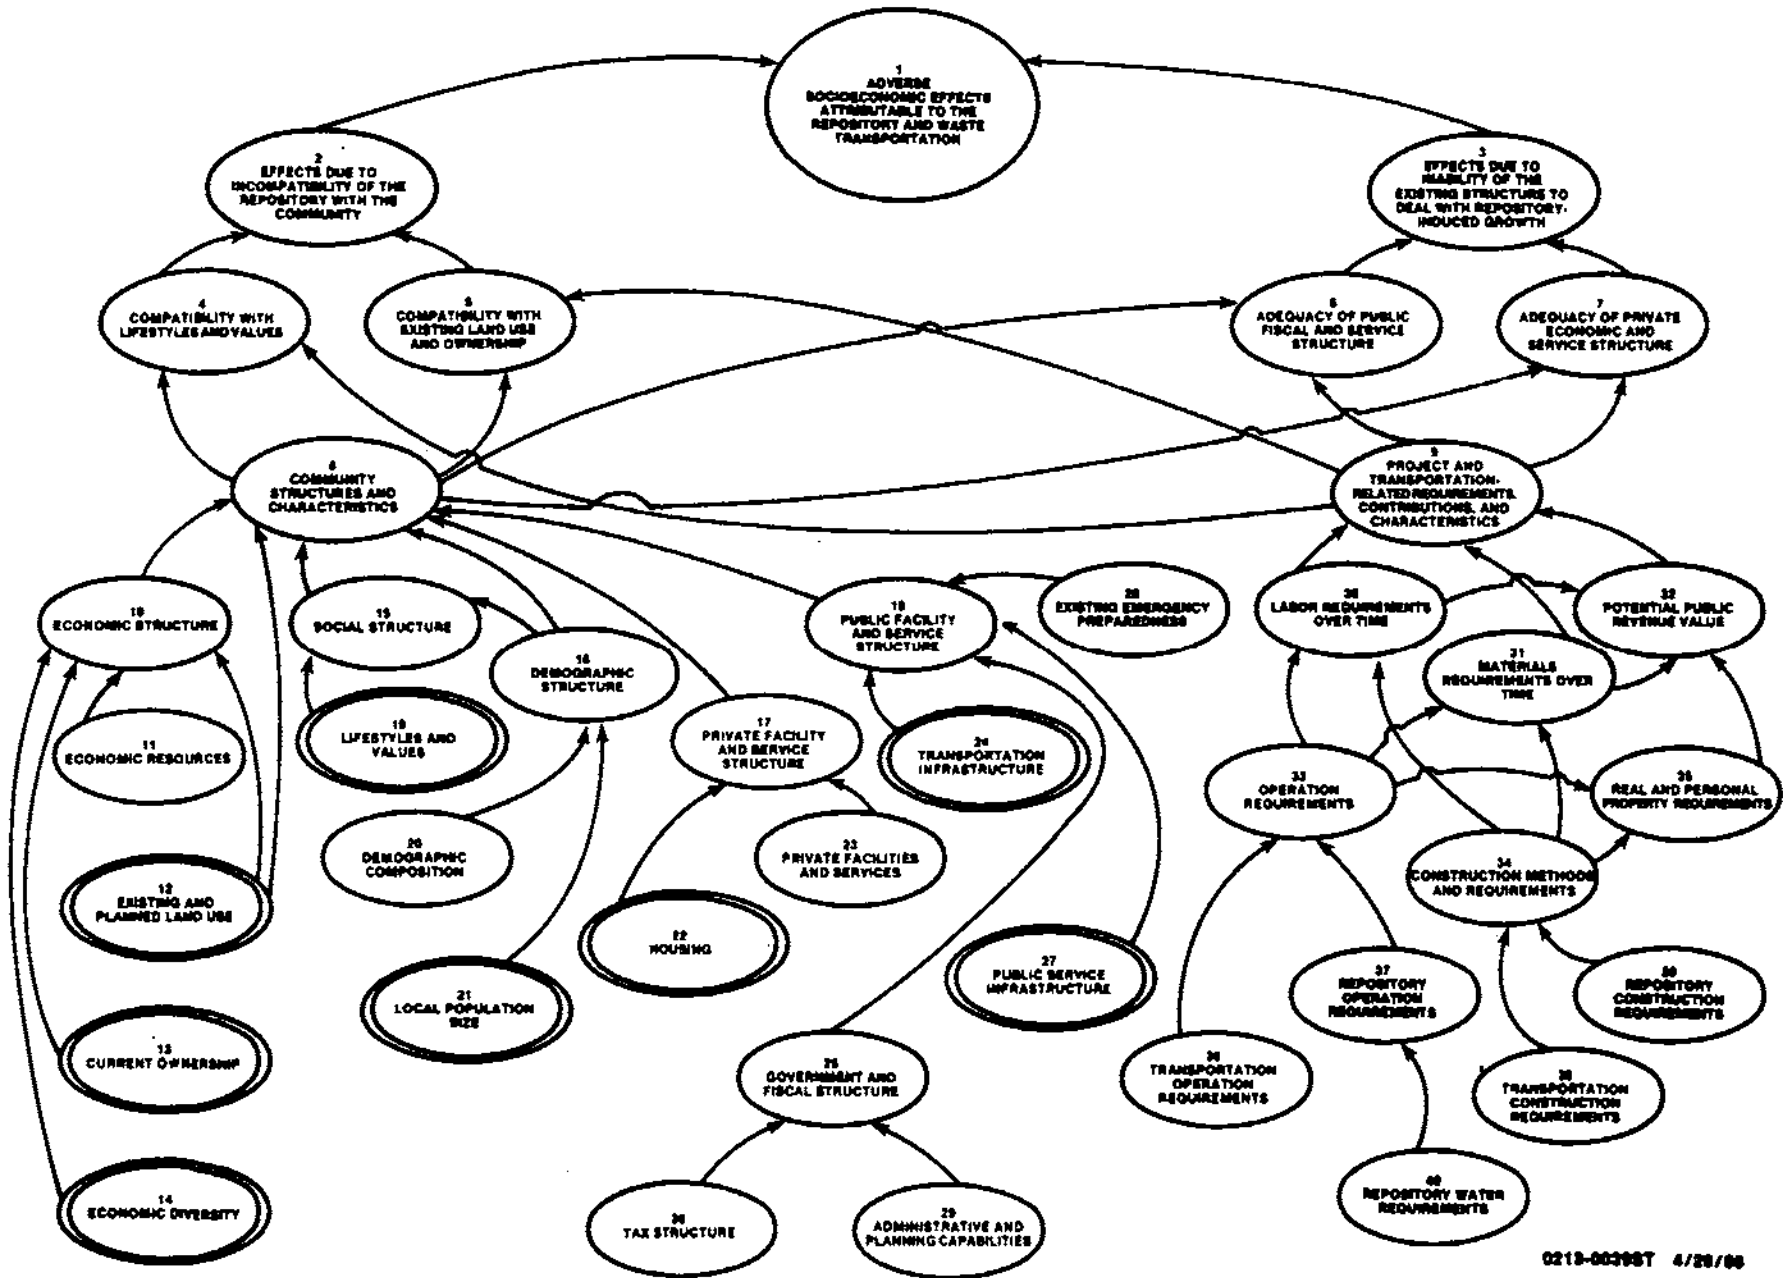 1
ADVERSE
SOCIOECONOMIC EFFECTS
ATTRIBUTABLE TO THE
REPOSITORY AND WASTE
TRANSPORTATION
2
EFFECTS DUE TO
INCOMPATIBILITY OF THE
REPOSITORY WITH THE
COMMUNITY
3
EFFECTS DUE TO
INABILITY OF THE
EXISTING STRUCTURE TO
DEAL WITH REPOSITORY-
INDUCED GROWTH
4
COMPATIBILITY WITH
LIFESTYLES AND VALUES
5
COMPATIBILITY WITH
EXISTING LAND USE
AND OWNERSHIP
ADEQUACY OF PUBLIC
FISCAL AND SERVICE
STRUCTURE
7
ADEQUACY OF PRIVATE
ECONOMIC AND
SERVICE STRUCTURE
COMMUNITY
STRUCTURES AND
CHARACTERISTICS
9
PROJECT AND
TRANSPORTATION-
RELATED REQUIREMENTS,
CONTRIBUTIONS, AND
CHARACTERISTICS
10
ECONOMIC STRUCTURE
15
SOCIAL STRUCTURE
16
DEMOGRAPHIC
STRUCTURE
PUBLIC FACILITY
AND SERVICE
STRUCTURE
EXISTING EMERGENCY
PREPAREDNESS
LABOR REQUIREMENTS
OVER TIME
32
POTENTIAL PUBLIC
REVENUE VALUE
31
MATERIALS
REQUIREMENTS OVER
TIME
11
ECONOMIC RESOURCES
LIFESTYLES AND
VALUES
17
PRIVATE FACILITY
AND SERVICE
STRUCTURE
TRANSPORTATION
INFRASTRUCTURE
33
OPERATION
REQUIREMENTS
35
REAL AND PERSONAL
PROPERTY REQUIREMENTS
20
DEMOGRAPHIC
COMPOSITION
23
PRIVATE FACILITIES
AND SERVICES
34
CONSTRUCTION METHODS
AND REQUIREMENTS
12
EXISTING AND
PLANNED LAND USE
22
HOUSING
27
PUBLIC SERVICE
INFRASTRUCTURE
37
REPOSITORY
OPERATION
REQUIREMENTS
REPOSITORY
CONSTRUCTION
REQUIREMENTS
21
LOCAL POPULATION
SIZE
13
CURRENT OWNERSHIP
25
GOVERNMENT AND
FISCAL STRUCTURE
TRANSPORTATION
OPERATION
REQUIREMENTS
TRANSPORTATION
CONSTRUCTION
REQUIREMENTS
14
ECONOMIC DIVERSITY
TAX STRUCTURE
29
ADMINISTRATIVE AND
PLANNING CAPABILITIES
40
REPOSITORY WATER
REQUIREMENTS